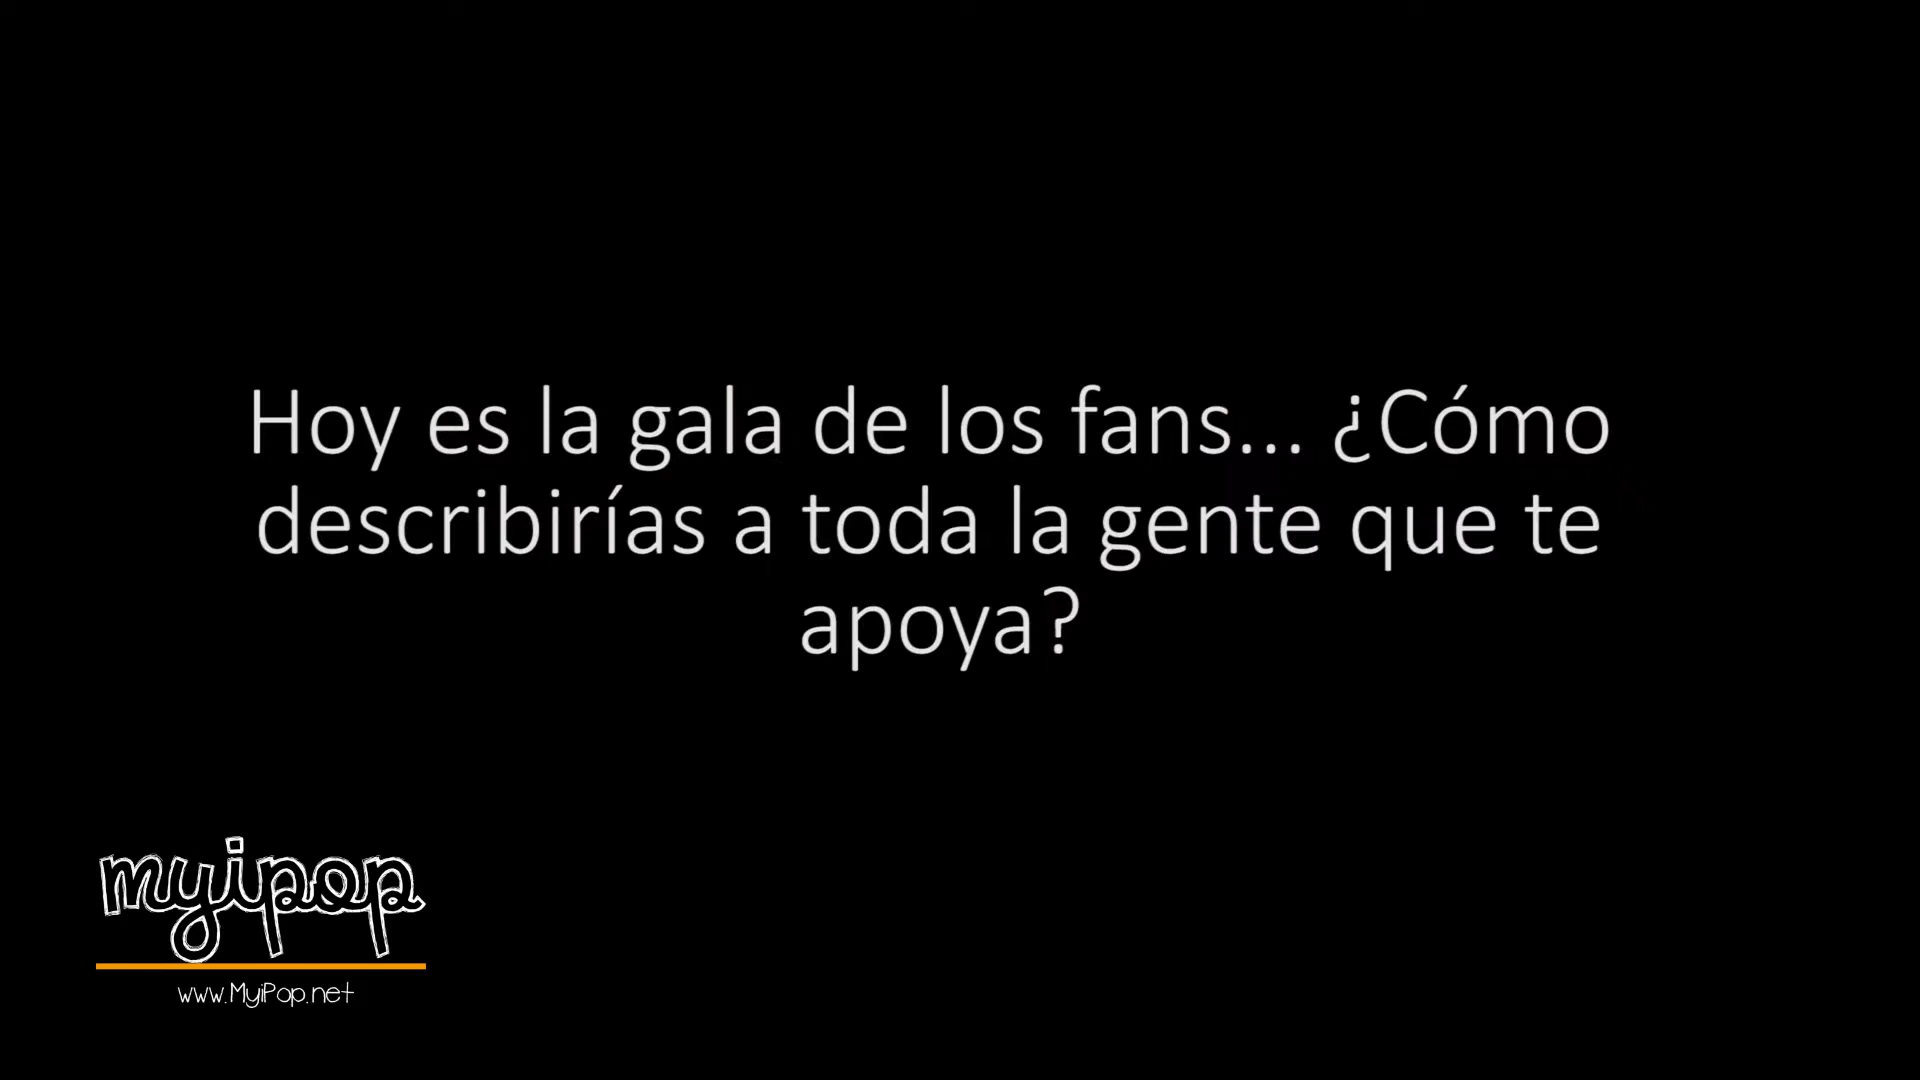 Hoy es la gala de los fans... ¿Cómo
describirías a toda la gente que te
apoya?
myipop
www.MyiPop.net